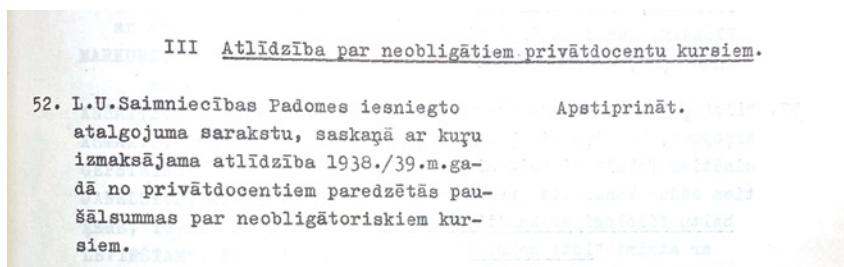 III Atlīdzība par neobligātiem privātdocentu kursiem.
52. L.U.Saimniecības Padomes iesniegto Apstiprināt.
atalgojuma sarakstu, saskaņā ar kuŗu
izmaksājama atlīdzība 1938./39.m.ga-
dā no privātdocentiem paredzētās pau-
šālsummas par neobligātoriskiem kur-
siem.